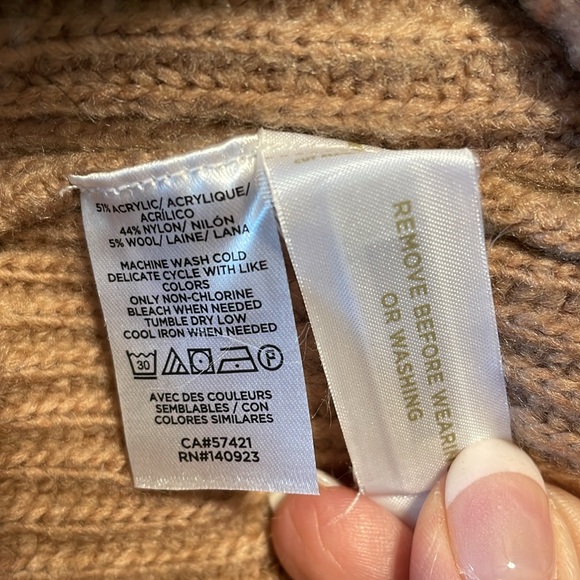 51% ACRYLIC/ ACRYLIQUE/
ACRÍLICO
44% NYLON/ NILÓN
5% WOOL/ LAINE/ LANA
MACHINE WASH COLD
DELICATE CYCLE WITH LIKE
COLORS
ONLY NON-CHLORINE
BLEACH WHEN NEEDED
TUMBLE DRY LOW
COOL IRON WHEN NEEDED
30 P
AVEC DES COULEURS
SEMBLABLES / CON
COLORES SIMILARES
CA#57421
RN#140923
REMOVE BEFORE WEARI
OR WASHING